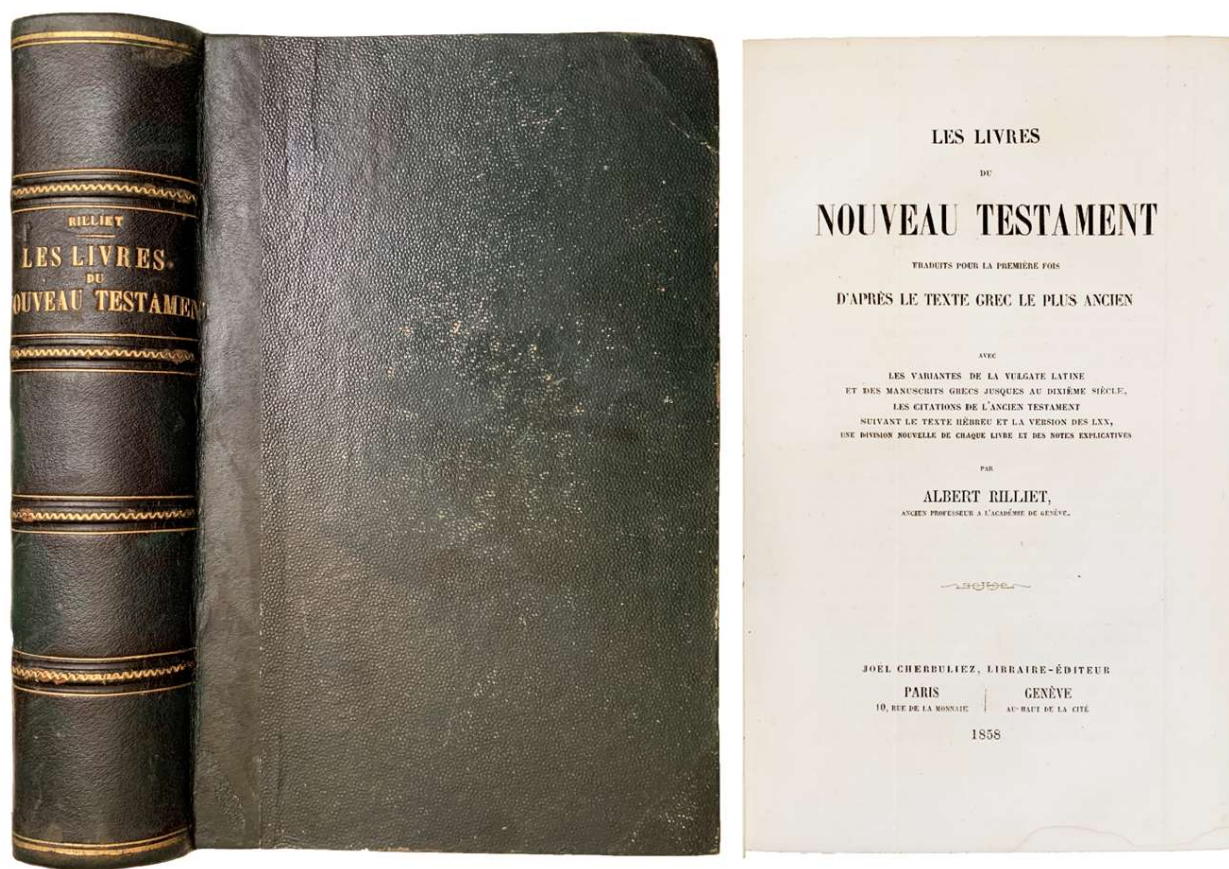 RILLIET
LES LIVRES
DU
NOUVEAU TESTAMENT
LES LIVRES
DU
NOUVEAU TESTAMENT
TRADUITS POUR LA PREMIÈRE FOIS
D'APRÈS LE TEXTE GREC LE PLUS ANCIEN
AVEC
LES VARIANTES DE LA VULGATE LATINE
ET DES MANUSCRITS GRECS JUSQUES AU DIXIÈME SIÈCLE,
LES CITATIONS DE L'ANCIEN TESTAMENT
SUIVANT LE TEXTE HÉBREU ET LA VERSION DES LXX,
UNE DIVISION NOUVELLE DE CHAQUE LIVRE ET DES NOTES EXPLICATIVES
PAR
ALBERT RILLIET,
ANCIEN PROFESSEUR A L'ACADÉMIE DE GENÈVE.
JOËL CHERBULIEZ, LIBRAIRE-ÉDITEUR
PARIS GENÈVE
10, RUE DE LA MONNAIE AU HAUT DE LA CITÉ
1858